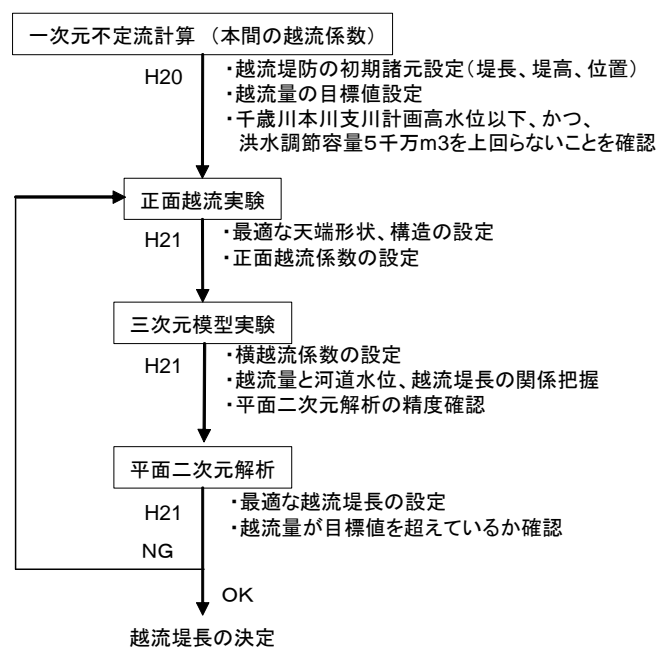 一次元不定流計算 (本間の越流係数)
H20
・越流堤防の初期諸元設定(堤長、堤高、位置)
・越流量の目標値設定
・千歳川本川支川計画高水位以下、かつ、
洪水調節容量5千万m3を上回らないことを確認
正面越流実験
H21
・最適な天端形状、構造の設定
・正面越流係数の設定
三次元模型実験
H21
・横越流係数の設定
・越流量と河道水位、越流堤長の関係把握
・平面二次元解析の精度確認
平面二次元解析
H21
・最適な越流堤長の設定
・越流量が目標値を超えているか確認
NG
OK
越流堤長の決定